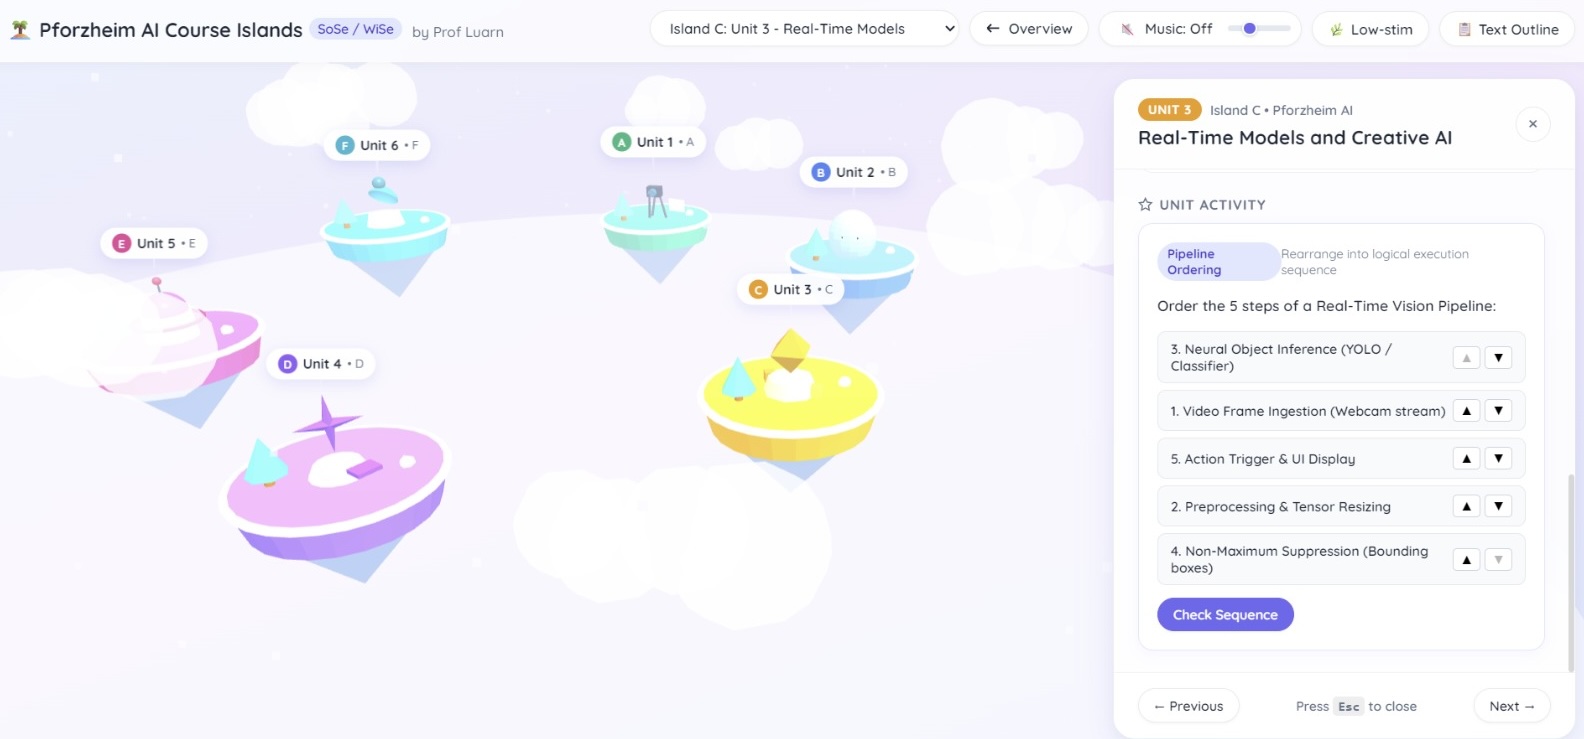 Pforzheim AI Course Islands SoSe / WiSe by Prof Luarn
Island C: Unit 3 - Real-Time Models
← Overview
Music: Off
Low-stim
Text Outline
F Unit 6 • F
A Unit 1 • A
B Unit 2 • B
E Unit 5 • E
C Unit 3 • C
D Unit 4 • D
UNIT 3 Island C • Pforzheim AI
Real-Time Models and Creative AI
×
UNIT ACTIVITY
Pipeline
Ordering
Rearrange into logical execution
sequence
Order the 5 steps of a Real-Time Vision Pipeline:
3. Neural Object Inference (YOLO /
Classifier)
1. Video Frame Ingestion (Webcam stream)
5. Action Trigger & UI Display
2. Preprocessing & Tensor Resizing
4. Non-Maximum Suppression (Bounding
boxes)
Check Sequence
← Previous
Press Esc to close
Next →